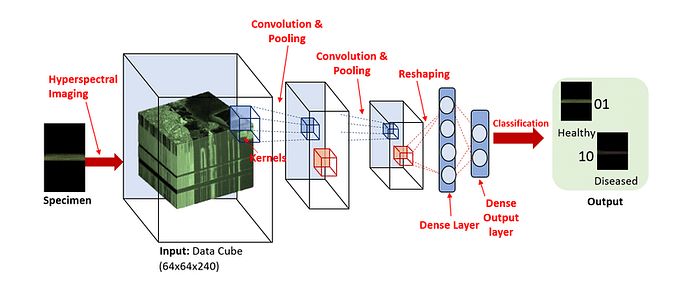 Convolution &
Pooling
Convolution &
Pooling
Hyperspectral
Imaging
Reshaping
Classification
01
Healthy
10
Diseased
Kernels
Specimen
Dense Layer
Dense
Output
layer
Output
Input: Data Cube
(64x64x240)